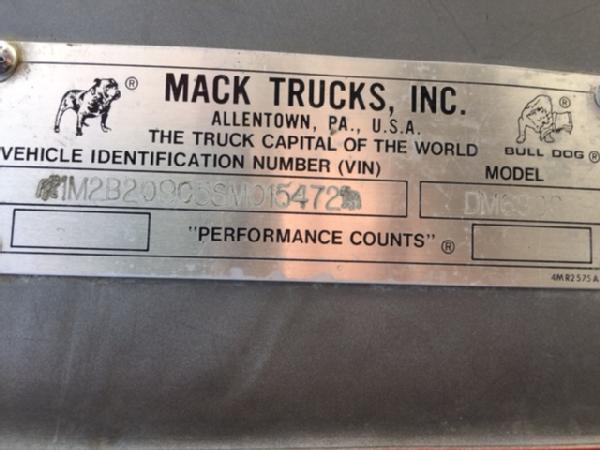 ® MACK TRUCKS, INC. ®
ALLENTOWN, PA., U.S.A.
THE TRUCK CAPITAL OF THE WORLD
BULL DOG ®
VEHICLE IDENTIFICATION NUMBER (VIN) MODEL
1M2B209C5SM015472
"PERFORMANCE COUNTS" ®
4MR2575A